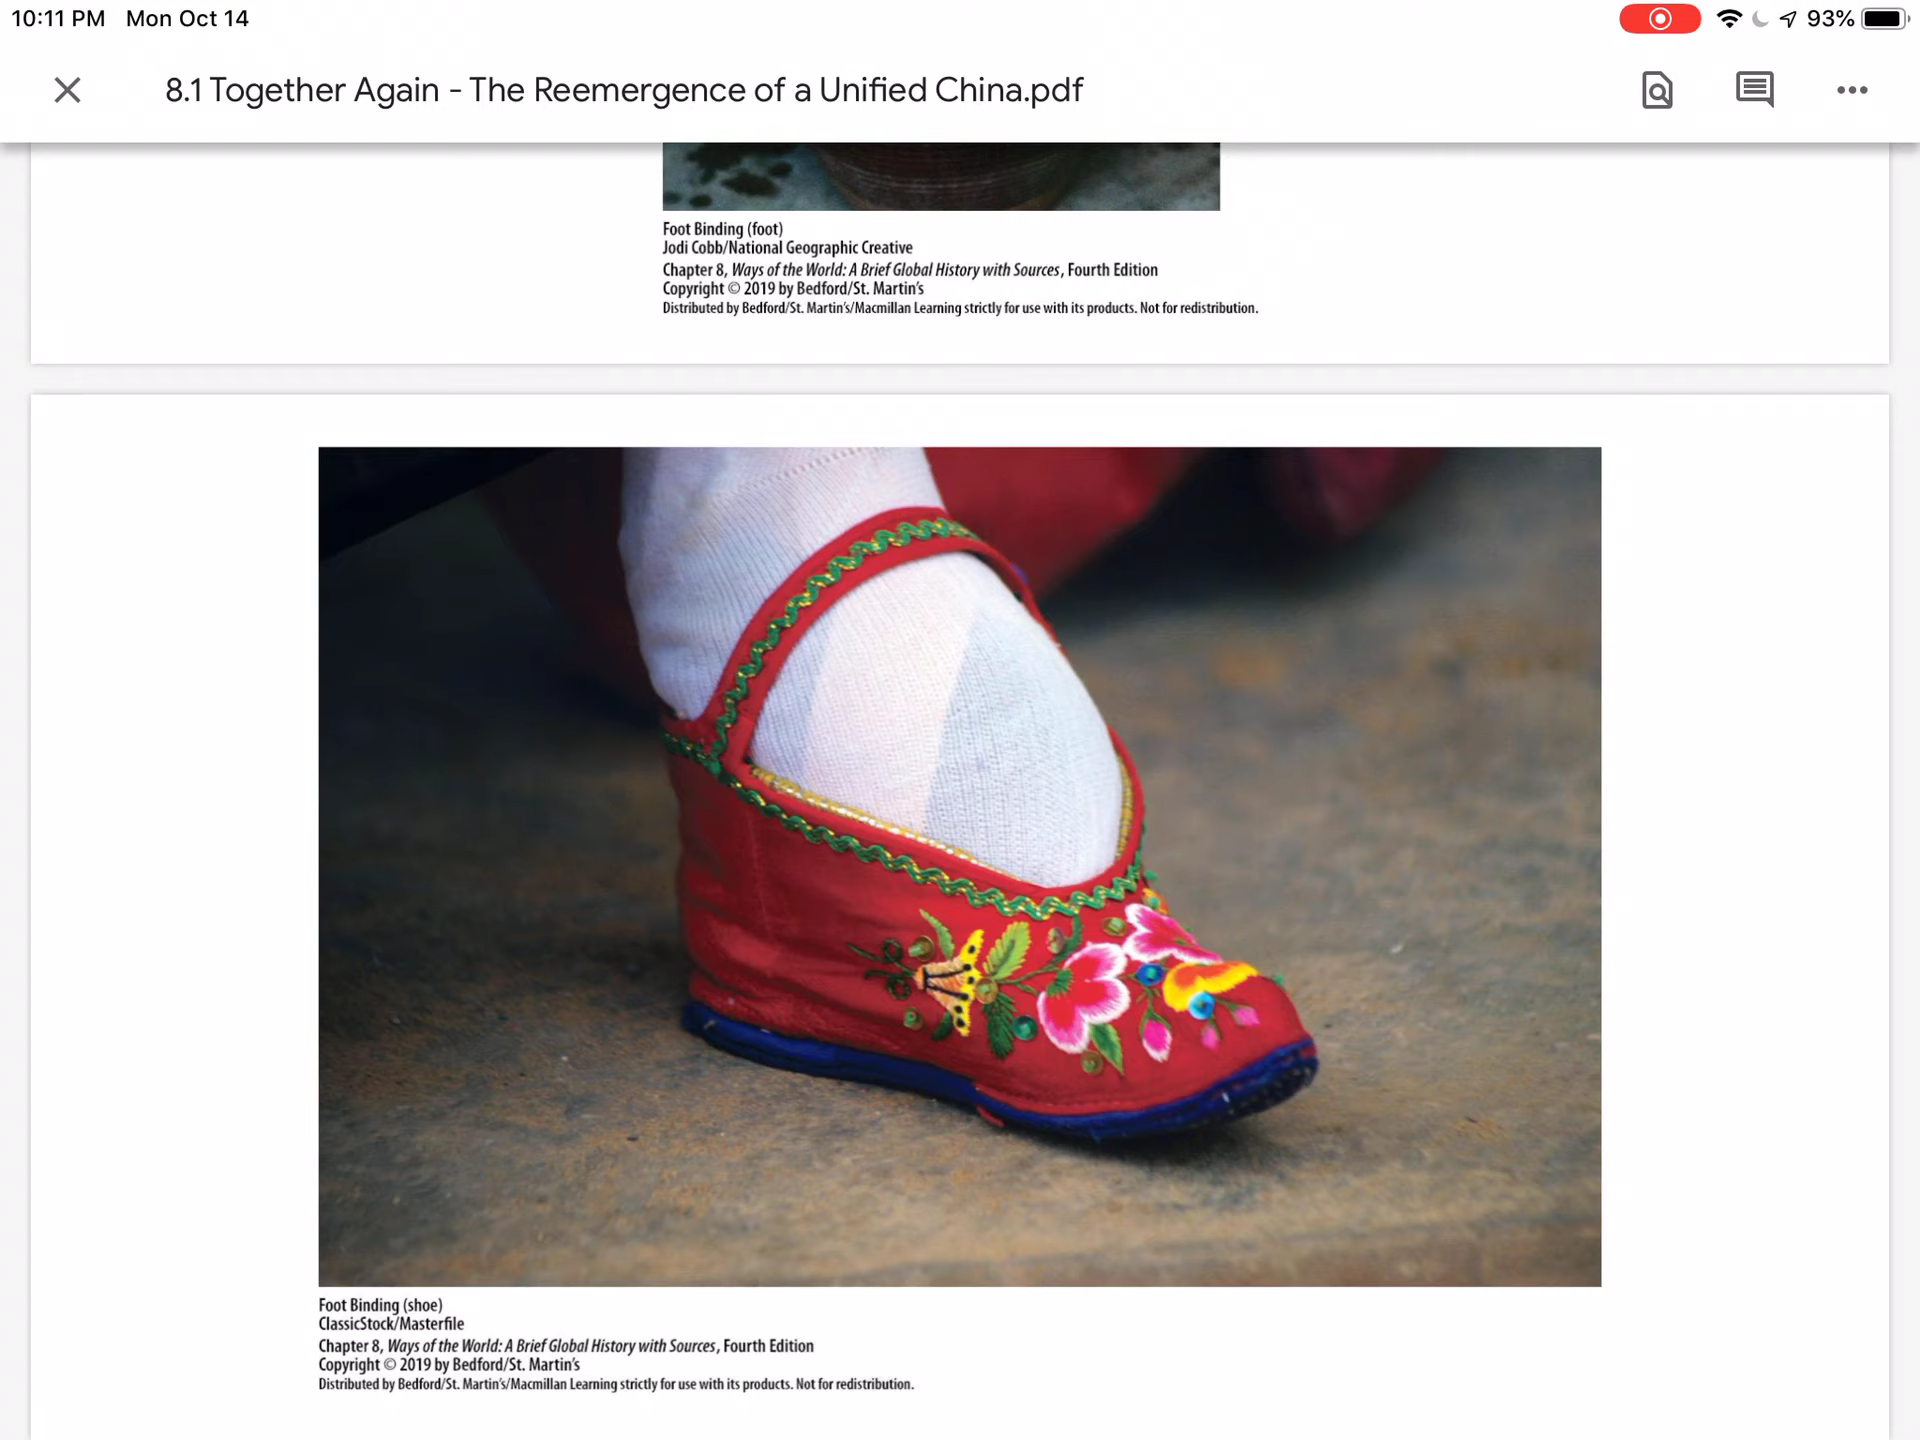 10:11 PM Mon Oct 14
93%
8.1 Together Again - The Reemergence of a Unified China.pdf
Foot Binding (foot)
Jodi Cobb/National Geographic Creative
Chapter 8, Ways of the World: A Brief Global History with Sources, Fourth Edition
Copyright © 2019 by Bedford/St. Martin's
Distributed by Bedford/St. Martin's/Macmillan Learning strictly for use with its products. Not for redistribution.
Foot Binding (shoe)
ClassicStock/Masterfile
Chapter 8, Ways of the World: A Brief Global History with Sources, Fourth Edition
Copyright © 2019 by Bedford/St. Martin's
Distributed by Bedford/St. Martin's/Macmillan Learning strictly for use with its products. Not for redistribution.